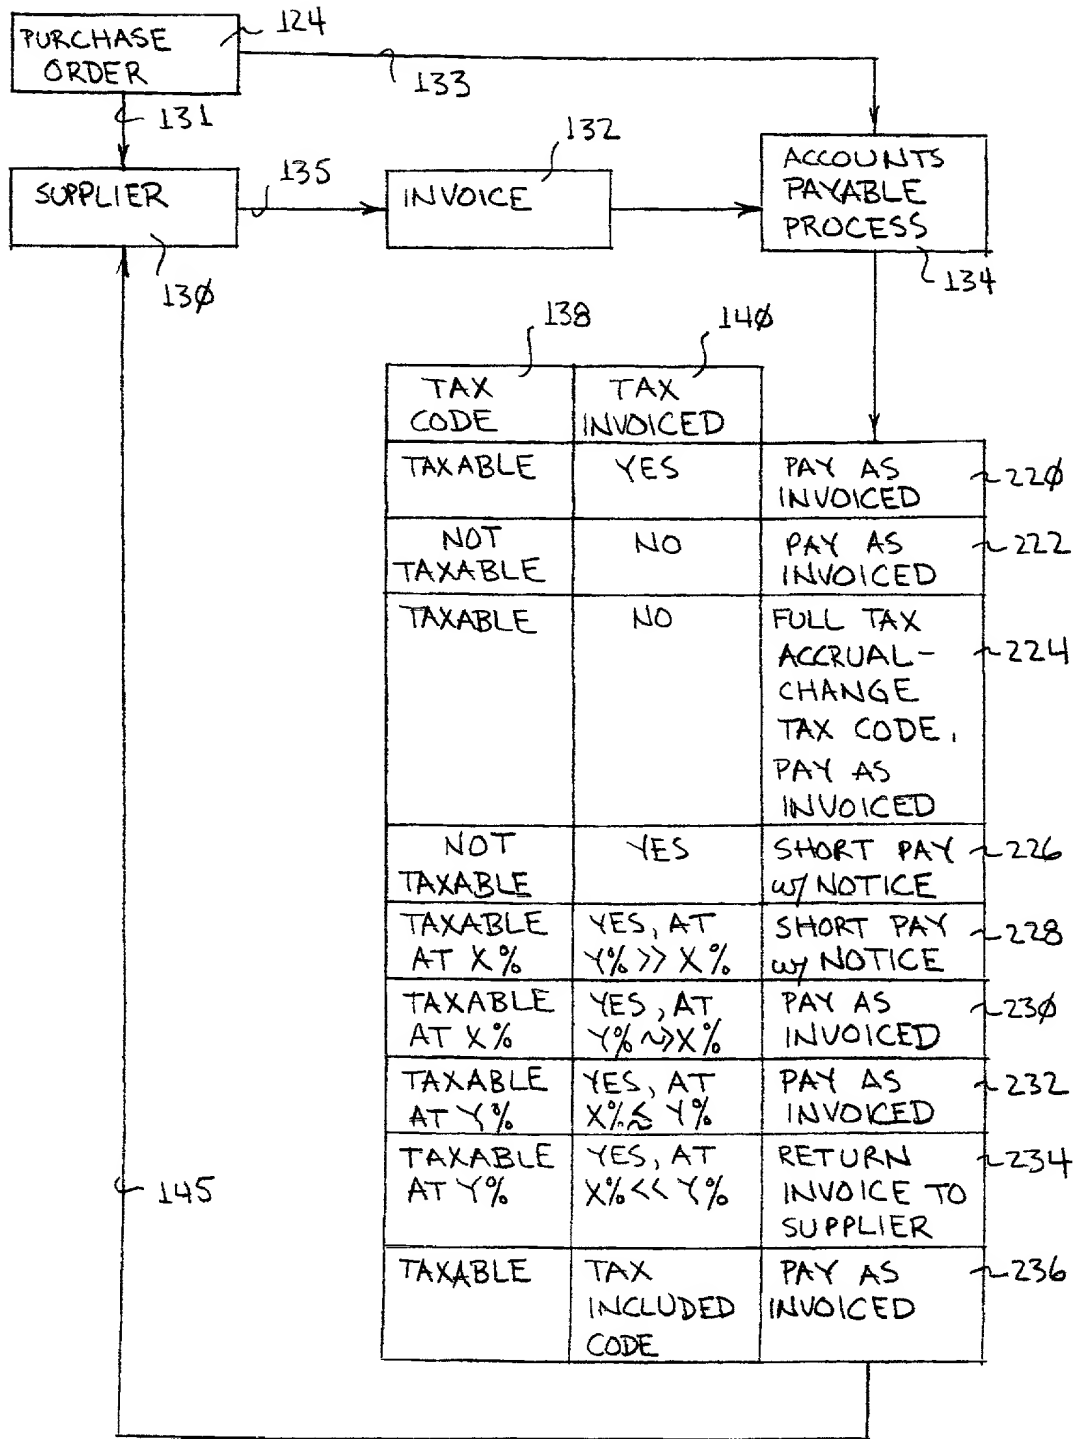 PURCHASE
ORDER
124
133
131
SUPPLIER
135
INVOICE
132
ACCOUNTS
PAYABLE
PROCESS
130
134
138
140
TAX
CODE
TAX
INVOICED
TAXABLE
YES
PAY AS
INVOICED
220
NOT
TAXABLE
NO
PAY AS
INVOICED
222
TAXABLE
NO
FULL TAX
ACCRUAL-
CHANGE
TAX CODE,
PAY AS
INVOICED
224
NOT
TAXABLE
YES
SHORT PAY
w/ NOTICE
226
TAXABLE
AT X%
YES, AT
Y% >> X%
SHORT PAY
w/ NOTICE
228
TAXABLE
AT X%
YES, AT
Y% ~> X%
PAY AS
INVOICED
230
TAXABLE
AT Y%
YES, AT
X% ≲ Y%
PAY AS
INVOICED
232
TAXABLE
AT Y%
YES, AT
X% << Y%
RETURN
INVOICE TO
SUPPLIER
234
145
TAXABLE
TAX
INCLUDED
CODE
PAY AS
INVOICED
236